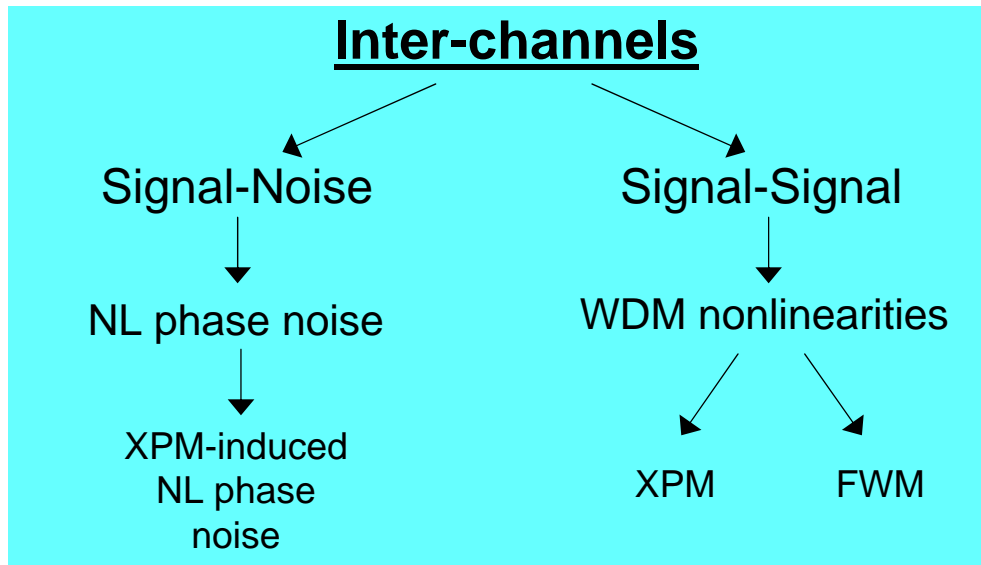 Inter-channels
Signal-Noise
Signal-Signal
NL phase noise
WDM nonlinearities
XPM-induced
NL phase
noise
XPM
FWM